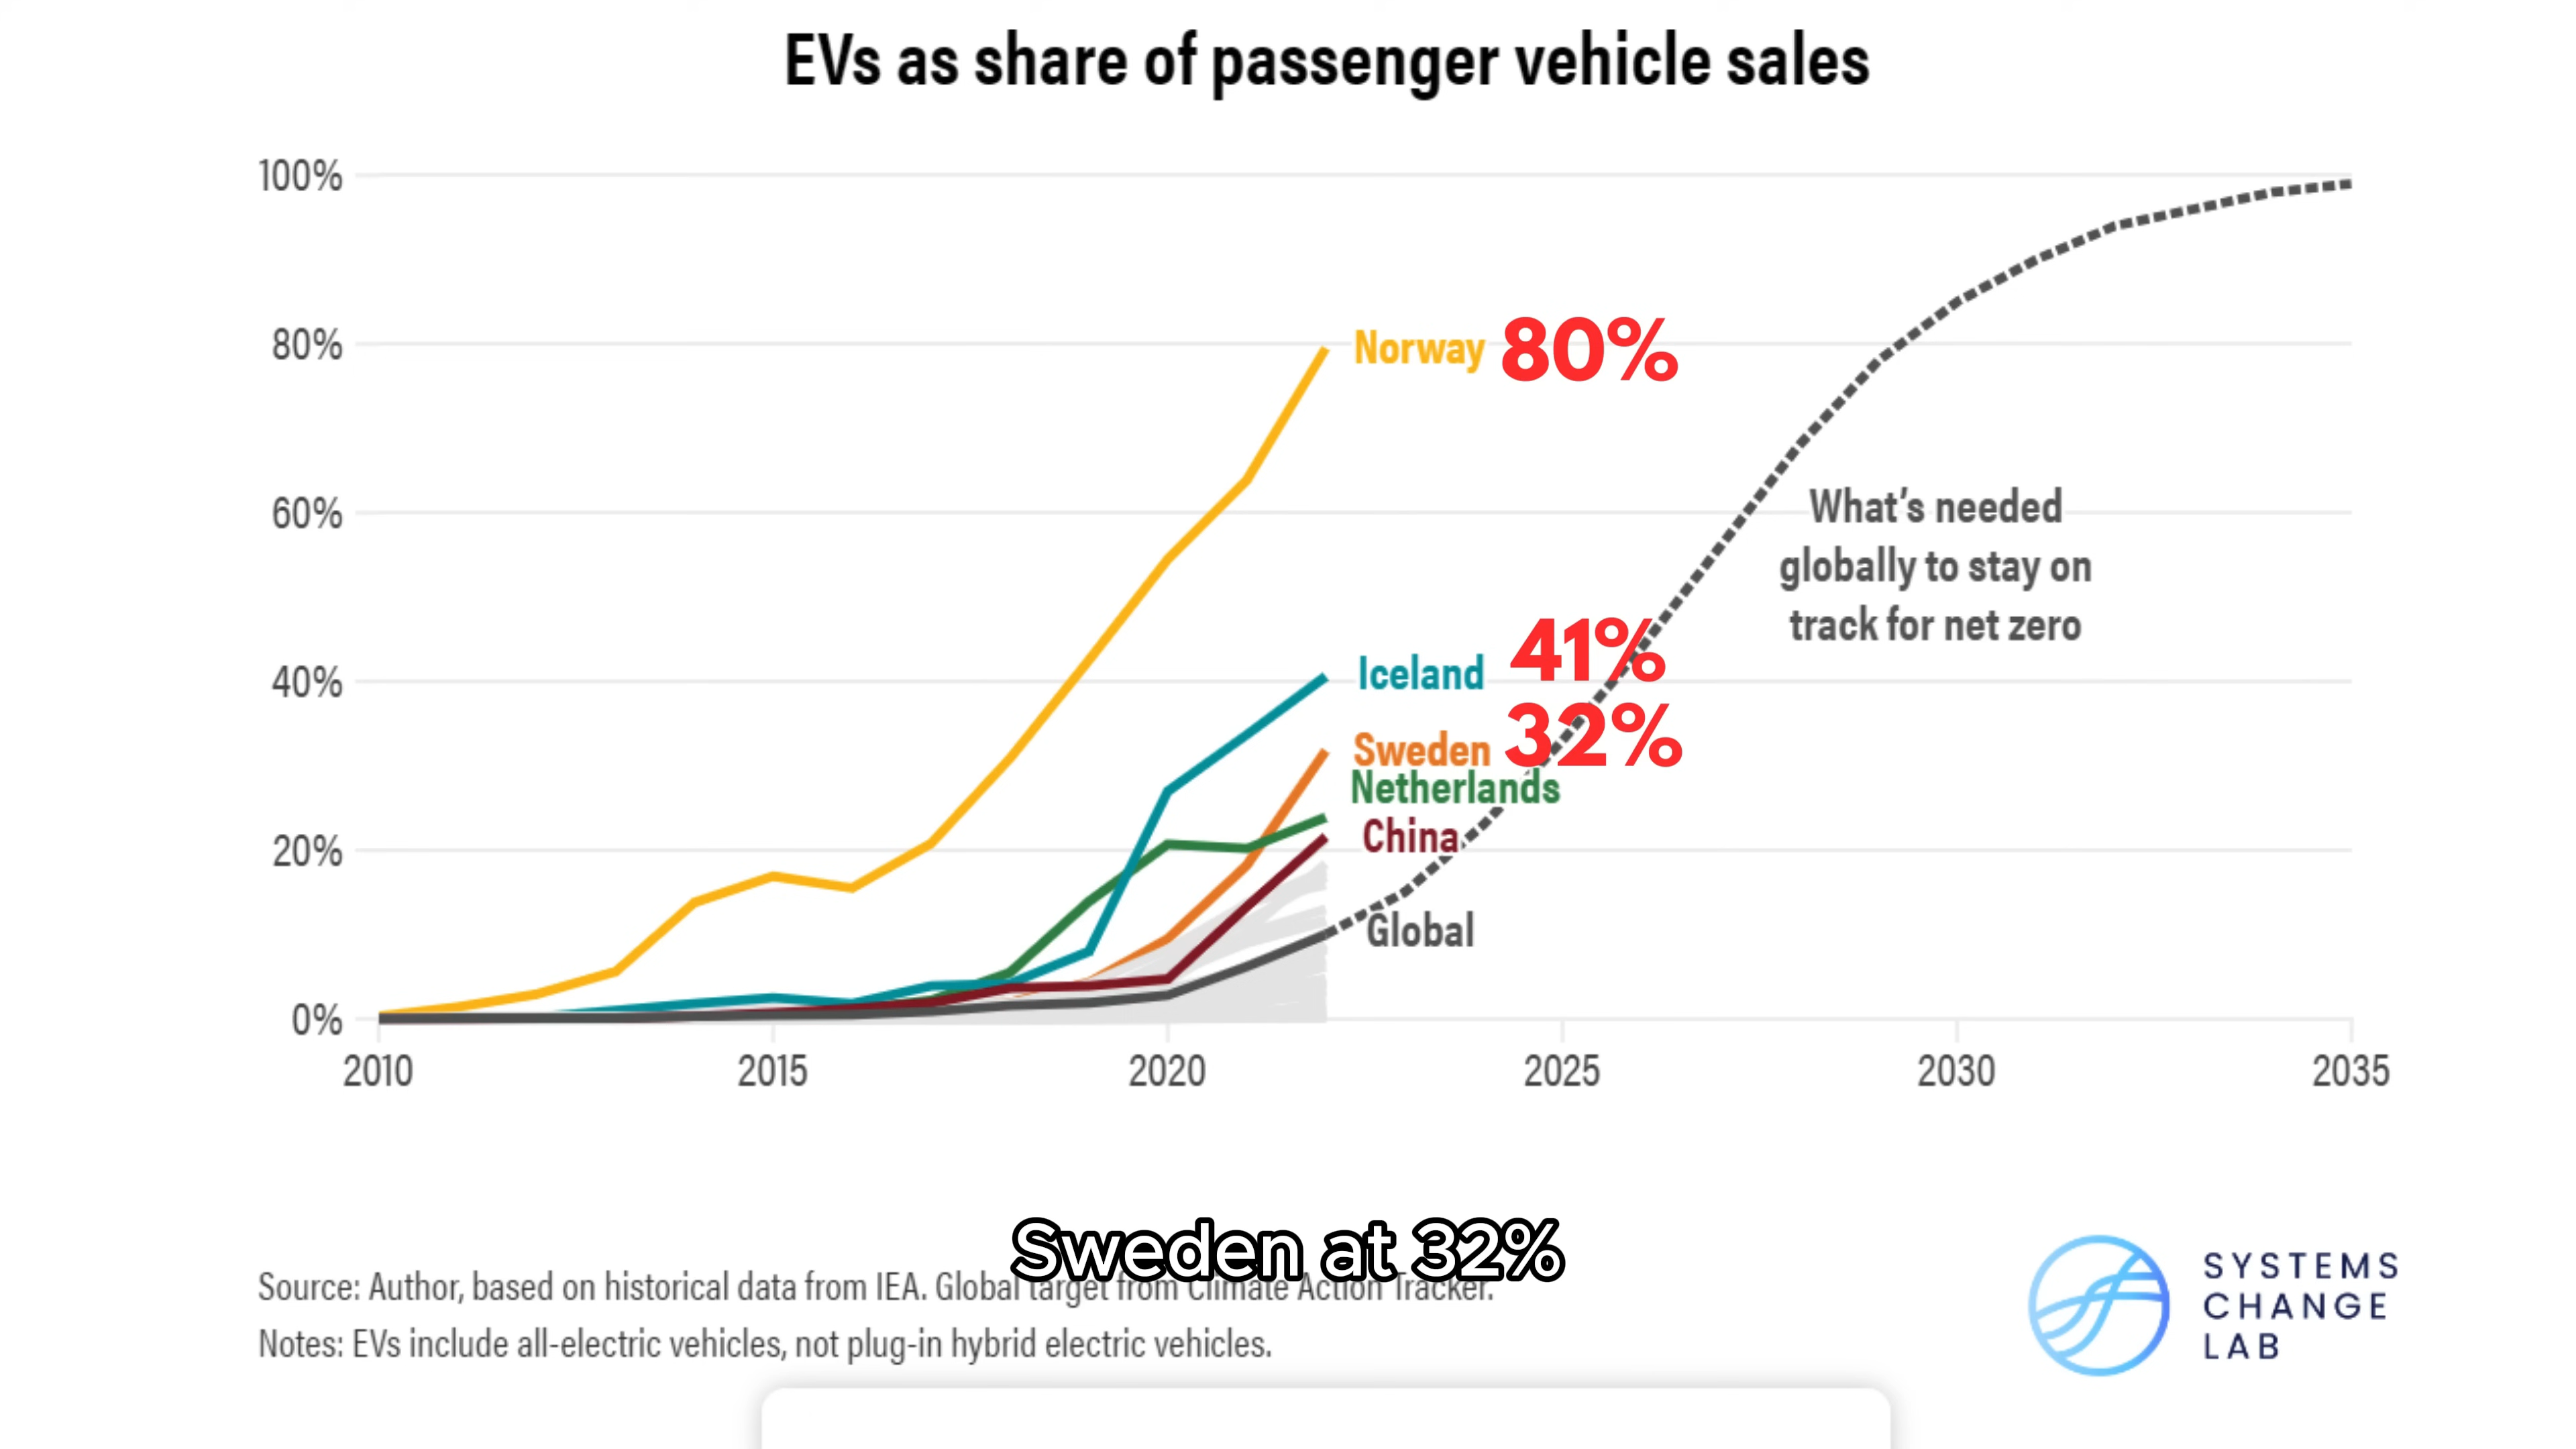 EVs as share of passenger vehicle sales
100%
80%
60%
40%
20%
0%
Norway 80%
Iceland 41%
Sweden 32%
Netherlands
China
Global
What's needed
globally to stay on
track for net zero
2010 2015 2020 2025 2030 2035
Sweden at 32%
Source: Author, based on historical data from IEA. Global target from Climate Action Tracker.
Notes: EVs include all-electric vehicles, not plug-in hybrid electric vehicles.
SYSTEMS
CHANGE
LAB